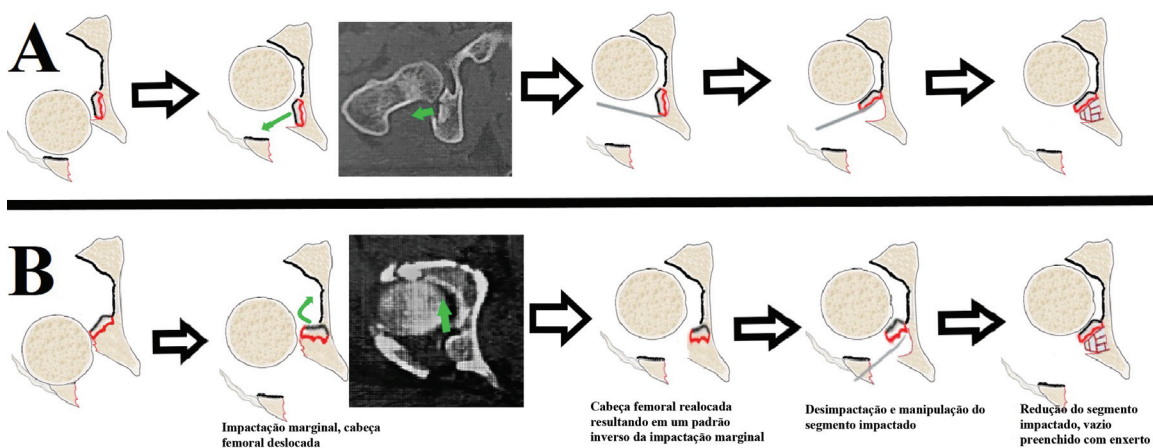 A
B
Impactação marginal, cabeça
femoral deslocada
Cabeça femoral realocada
resultando em um padrão
inverso da impactação marginal
Desimpactação e manipulação do
segmento impactado
Redução do segmento
impactado, vazio
preenchido com enxerto